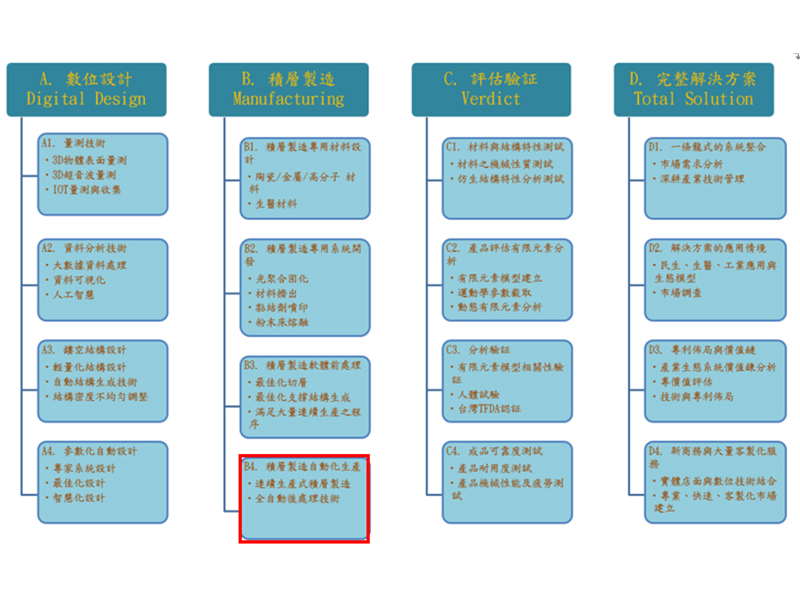 A. 數位設計
Digital Design
A1. 量測技術
・3D物體表面量測
・3D超音波量測
・IOT量測與收集
A2. 資料分析技術
・大數據資料處理
・資料可視化
・人工智慧
A3. 鏤空結構設計
・輕量化結構設計
・自動結構生成技術
・結構密度不均勻調整
A4. 參數化自動設計
・專家系統設計
・最佳化設計
・智慧化設計
B. 積層製造
Manufacturing
B1. 積層製造專用材料設
計
・陶瓷/金屬/高分子 材
料
・生醫材料
B2. 積層製造專用系統開
發
・光聚合固化
・材料擠出
・黏結劑噴印
・粉末床熔融
B3. 積層製造軟體前處理
・最佳化切層
・最佳化支撐結構生成
・滿足大量連續生產之程
序
B4. 積層製造自動化生產
・連續生產式積層製造
・全自動後處理技術
C. 評估驗証
Verdict
C1. 材料與結構特性測試
・材料之機械性質測試
・仿生結構特性分析測試
C2. 產品評估有限元素分
析
・有限元素模型建立
・運動學參數截取
・動態有限元素分析
C3. 分析驗証
・有限元素模型相關性驗
証
・人體試驗
・台灣TFDA認証
C4. 成品可靠度測試
・產品耐用度測試
・產品機械性能及疲勞測
試
D. 完整解決方案
Total Solution
D1. 一條龍式的系統整合
・市場需求分析
・深耕產業技術管理
D2. 解決方案的應用情境
・民生、生醫、工業應用與
生態模型
・市場調查
D3. 專利佈局與價值鏈
・產業生態系統價值鍊分析
・專價值評估
・技術與專利佈局
D4. 新商務與大量客製化服
務
・實體店面與數位技術結合
・專業、快速、客製化市場
建立